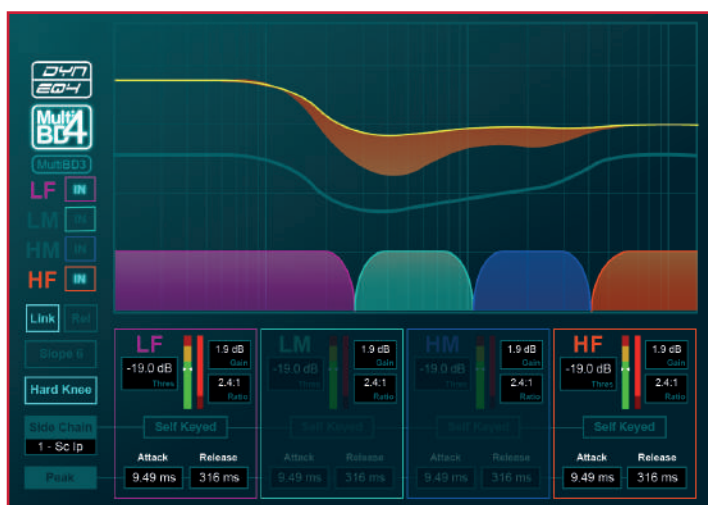 DYN
EQ4
Multi
BD4
MultiBD3
LF IN
LM IN
HM IN
HF IN
Link Rel
Slope 6
Hard Knee
Side Chain
1 - Sc Ip
Peak
LF
-19.0 dB
Thres
1.9 dB
Gain
2.4:1
Ratio
Self Keyed
Attack Release
9.49 ms 316 ms
LM
-19.0 dB
Thres
1.9 dB
Gain
2.4:1
Ratio
Self Keyed
Attack Release
9.49 ms 316 ms
HM
-19.0 dB
Thres
1.9 dB
Gain
2.4:1
Ratio
Self Keyed
Attack Release
9.49 ms 316 ms
HF
-19.0 dB
Thres
1.9 dB
Gain
2.4:1
Ratio
Self Keyed
Attack Release
9.49 ms 316 ms